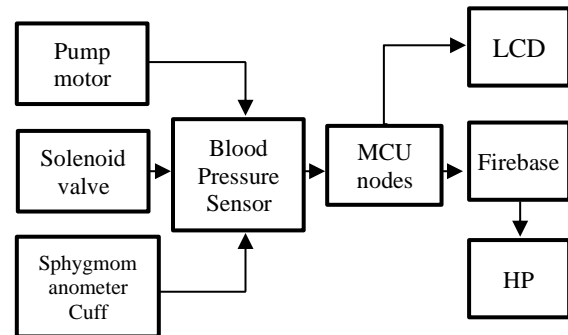 Pump
motor
Solenoid
valve
Sphygmom
anometer
Cuff
Blood
Pressure
Sensor
MCU
nodes
LCD
Firebase
HP